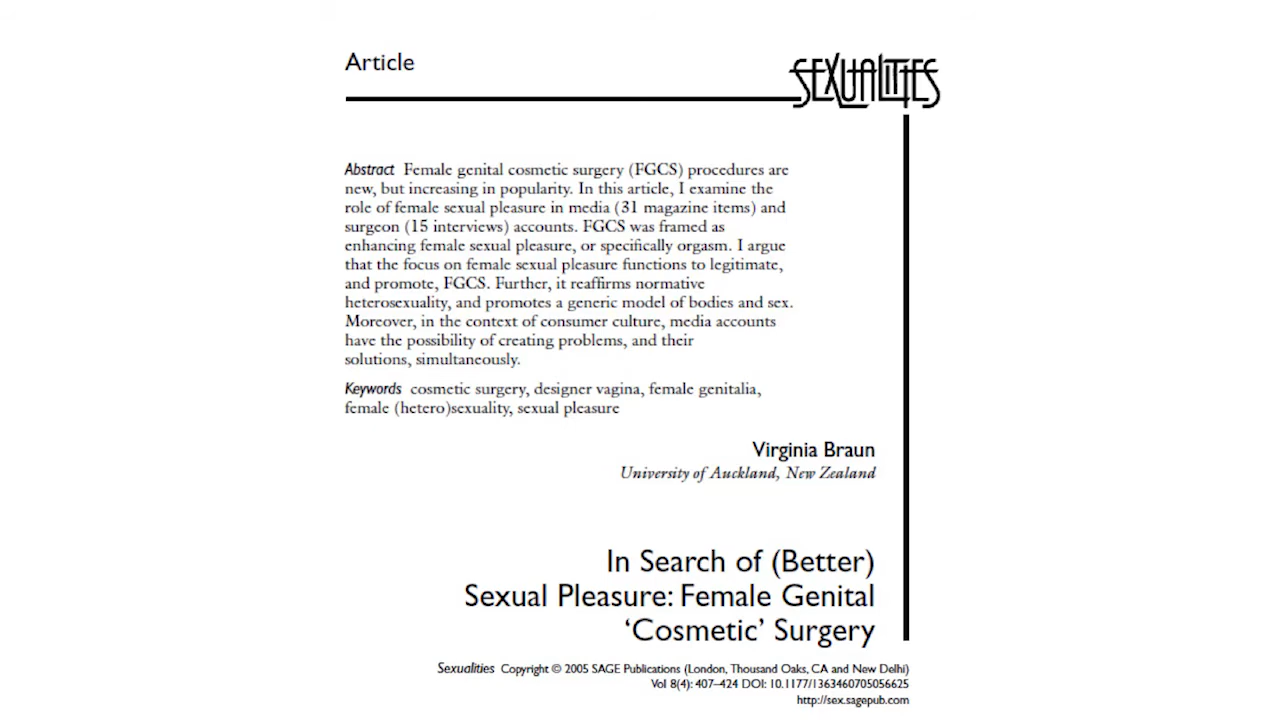 Article
SEXUALITIES
Abstract Female genital cosmetic surgery (FGCS) procedures are
new, but increasing in popularity. In this article, I examine the
role of female sexual pleasure in media (31 magazine items) and
surgeon (15 interviews) accounts. FGCS was framed as
enhancing female sexual pleasure, or specifically orgasm. I argue
that the focus on female sexual pleasure functions to legitimate,
and promote, FGCS. Further, it reaffirms normative
heterosexuality, and promotes a generic model of bodies and sex.
Moreover, in the context of consumer culture, media accounts
have the possibility of creating problems, and their
solutions, simultaneously.
Keywords cosmetic surgery, designer vagina, female genitalia,
female (hetero)sexuality, sexual pleasure
Virginia Braun
University of Auckland, New Zealand
In Search of (Better)
Sexual Pleasure: Female Genital
‘Cosmetic’ Surgery
Sexualities Copyright © 2005 SAGE Publications (London, Thousand Oaks, CA and New Delhi)
Vol 8(4): 407–424 DOI: 10.1177/1363460705056625
http://sex.sagepub.com